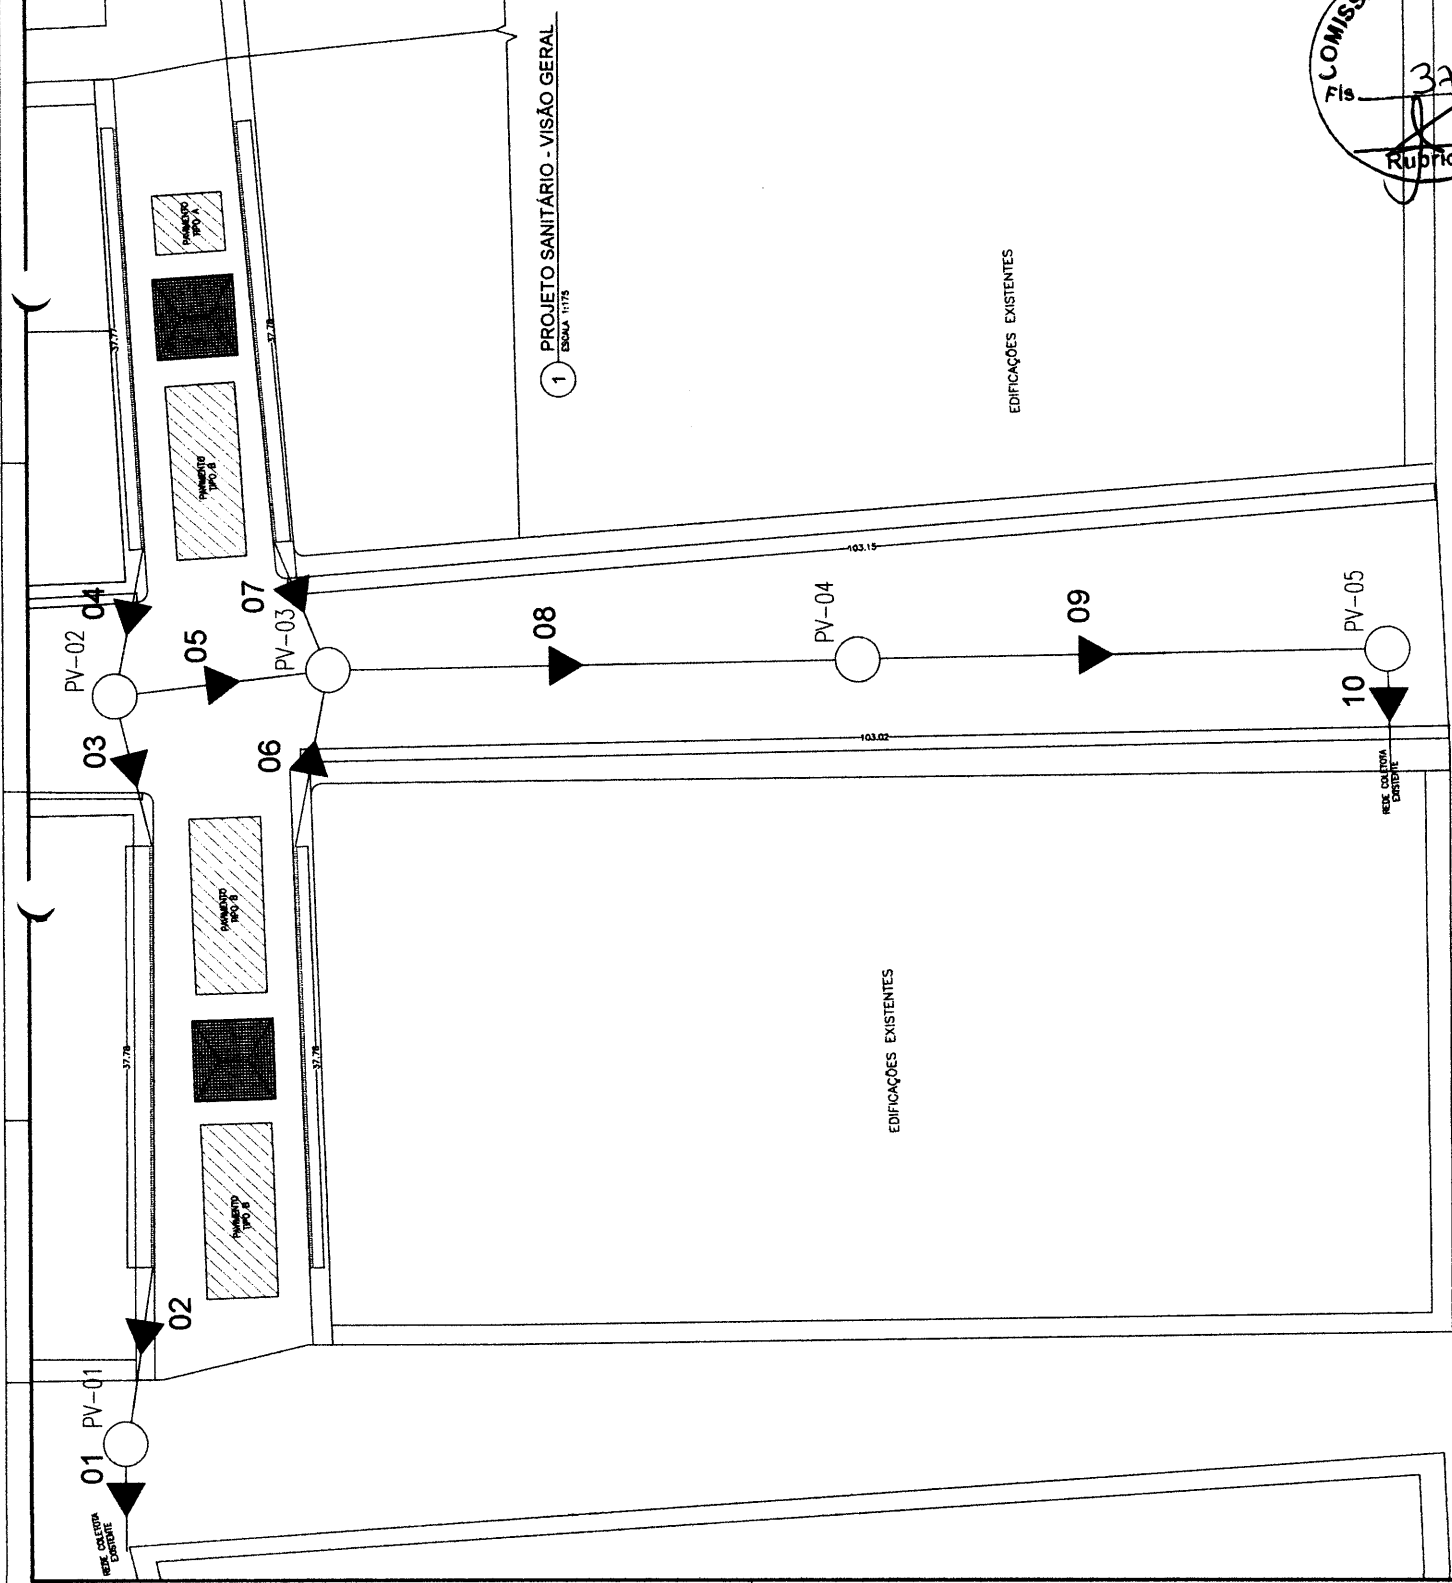 COMISS
Fls 32
Rubric
1 PROJETO SANITÁRIO - VISÃO GERAL
ESCALA 1:175
PAVIMENTO
TIPO A
37.77
37.78
PAVIMENTO
TIPO B
EDIFICAÇÕES EXISTENTES
103.15
04
PV-02
05
07
PV-03
08
PV-04
09
PV-05
10
REDE COLETOTA
EXISTENTE
03
06
103.02
PAVIMENTO
TIPO B
37.78
37.78
PAVIMENTO
TIPO B
EDIFICAÇÕES EXISTENTES
02
PV-01
01
REDE COLETOTA
EXISTENTE